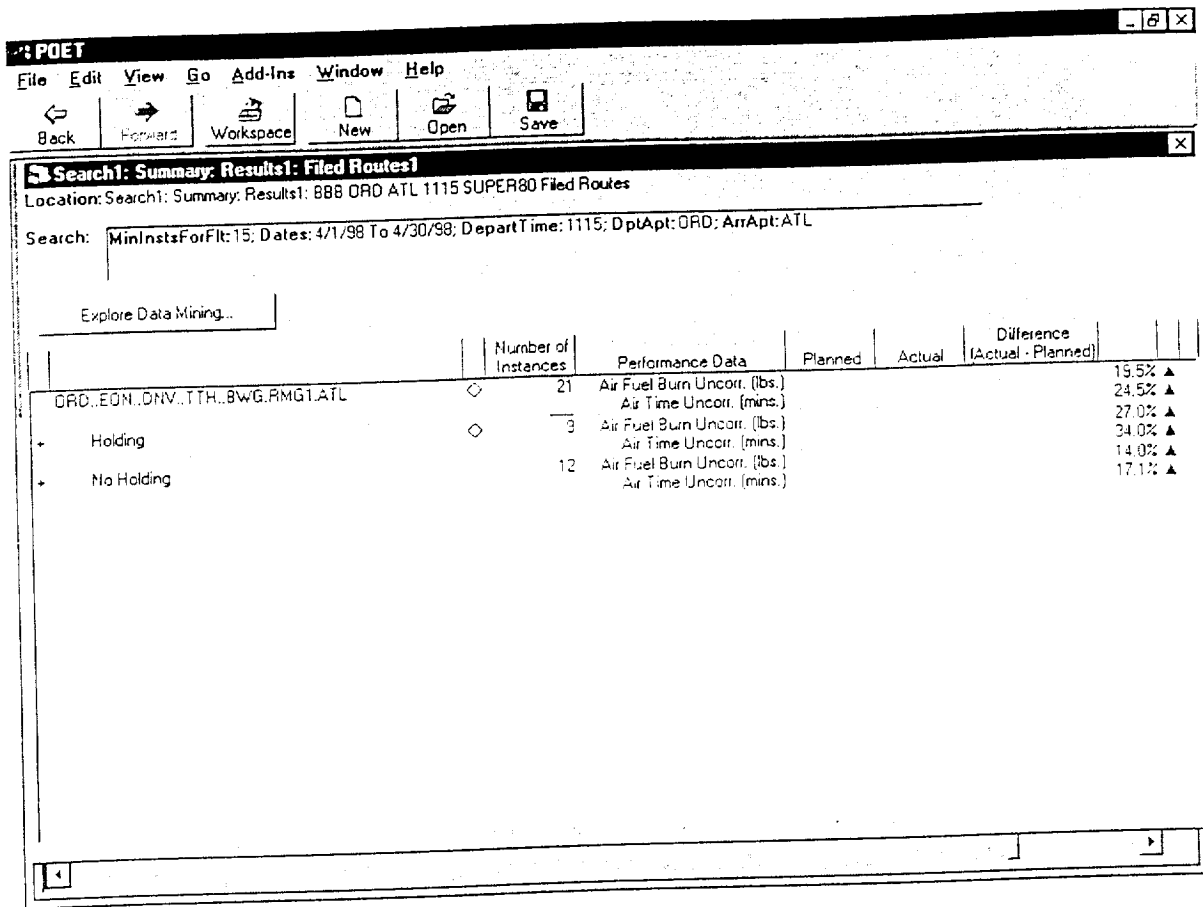 POET
File Edit View Go Add-Ins Window Help
Back Forward Workspace New Open Save
Search1: Summary: Results1: Filed Routes1
Location: Search1: Summary: Results1: BBB ORD ATL 1115 SUPER80 Filed Routes
Search: MinInstsForFlt: 15; Dates: 4/1/98 To 4/30/98; DepartTime: 1115; DptApt: ORD; ArrApt: ATL
Explore Data Mining...
Number of Instances Performance Data Planned Actual Difference (Actual - Planned)
ORD..EON..DNV..TTH..BWG.RMG1.ATL 21 Air Fuel Burn Uncorr. (lbs.) 19.5% ▲
Air Time Uncorr. (mins.) 24.5% ▲
+ Holding 9 Air Fuel Burn Uncorr. (lbs.) 27.0% ▲
Air Time Uncorr. (mins.) 34.0% ▲
+ No Holding 12 Air Fuel Burn Uncorr. (lbs.) 14.0% ▲
Air Time Uncorr. (mins.) 17.1% ▲